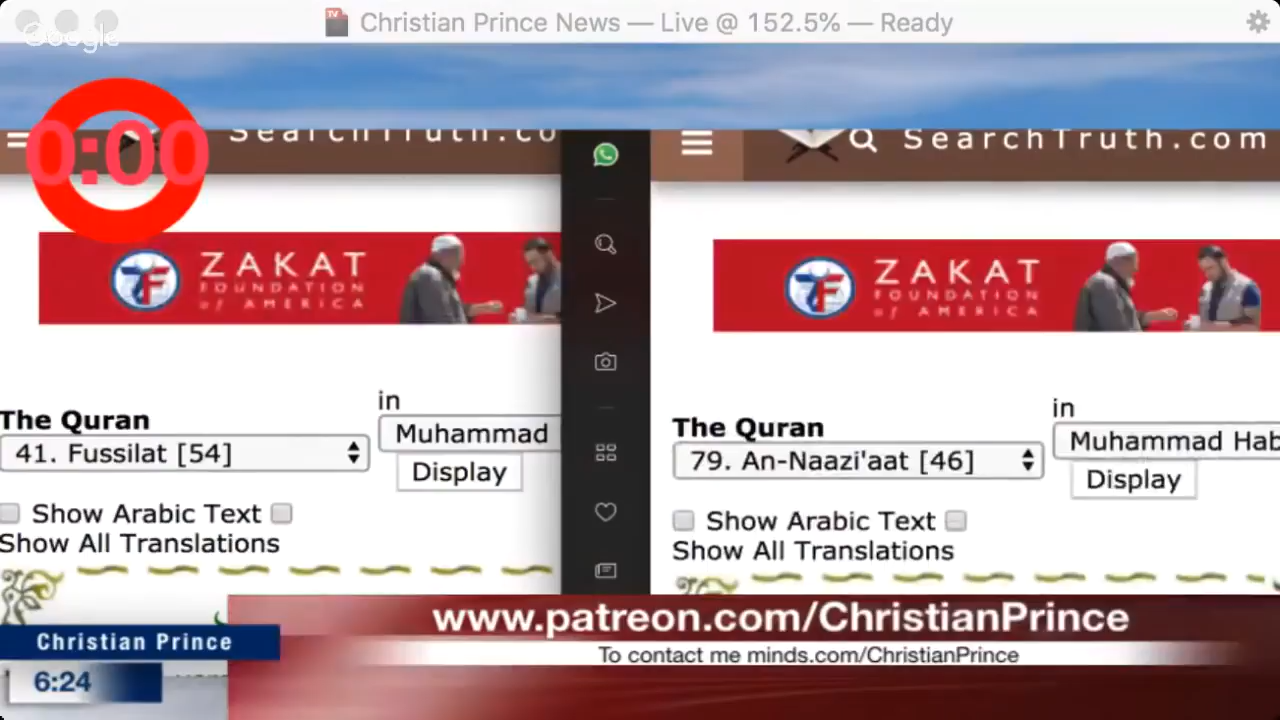 Christian Prince News — Live @ 152.5% — Ready
Google
0:00
SearchTruth.co
SearchTruth.com
ZAKAT
FOUNDATION
of AMERICA
ZAKAT
FOUNDATION
of AMERICA
in
The Quran
Muhammad
41. Fussilat [54]
Display
Show Arabic Text
Show All Translations
in
The Quran
Muhammad Hab
79. An-Naazi'aat [46]
Display
Show Arabic Text
Show All Translations
www.patreon.com/ChristianPrince
To contact me minds.com/ChristianPrince
Christian Prince
6:24